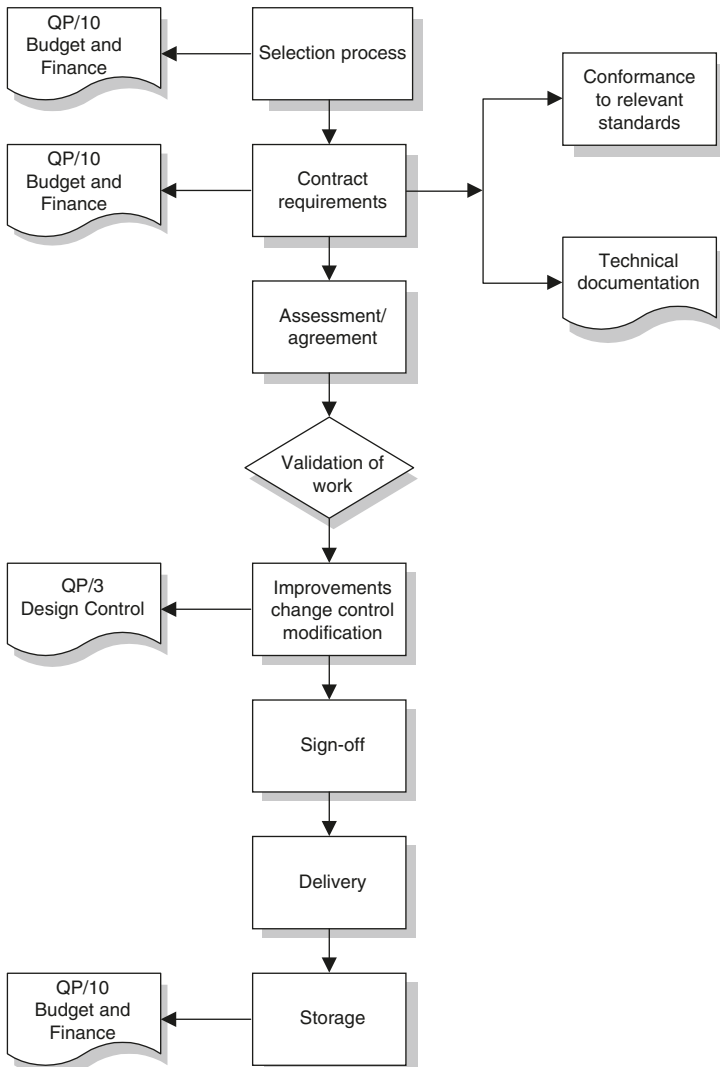 QP/10
Budget and
Finance
Selection process
Conformance
to relevant
standards
QP/10
Budget and
Finance
Contract
requirements
Technical
documentation
Assessment/
agreement
Validation of
work
QP/3
Design Control
Improvements
change control
modification
Sign-off
Delivery
QP/10
Budget and
Finance
Storage